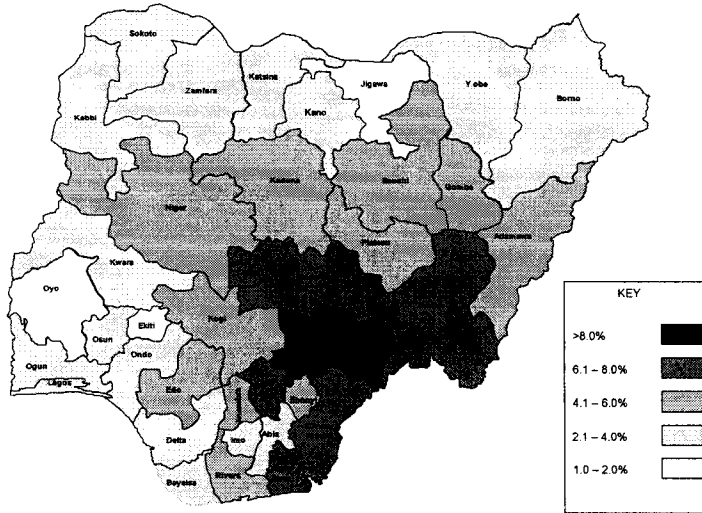 Sokoto
Katsina
Jigawa
Yobe
Borno
Zamfara
Kebbi
Kano
Kaduna
Bauchi
Gombe
Niger
Plateau
Adamawa
Kwara
Oyo
Kogi
Ekiti
Osun
Ondo
Ogun
Lagos
Edo
Ebonyi
Delta
Imo
Abia
Rivers
Bayelsa
KEY
>8.0%
6.1 – 8.0%
4.1 – 6.0%
2.1 – 4.0%
1.0 – 2.0%